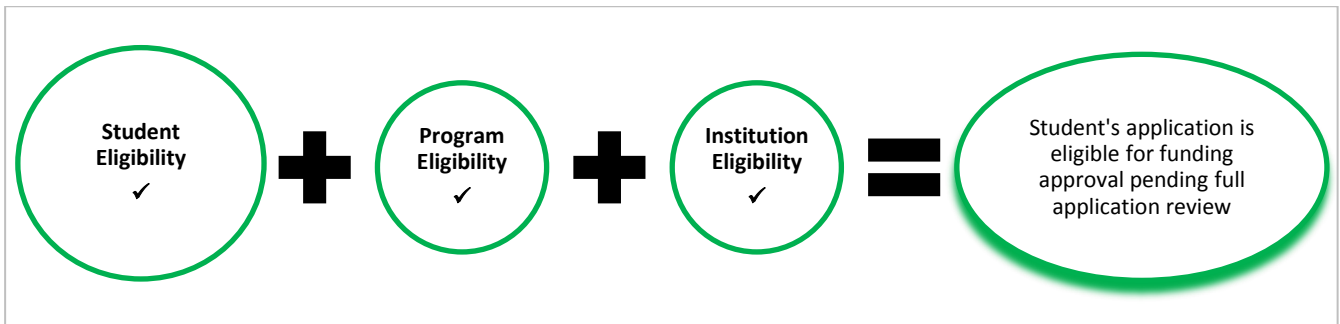 Student
Eligibility
✓
Program
Eligibility
✓
Institution
Eligibility
✓
Student's application is
eligible for funding
approval pending full
application review